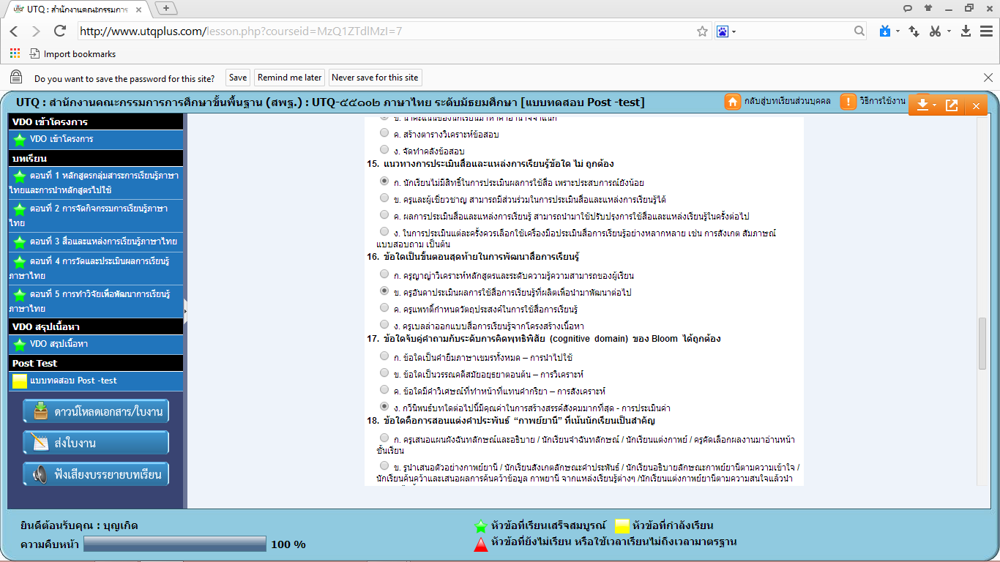 UTQ : สำนักงานคณะกรรมการ
http://www.utqplus.com/lesson.php?courseid=MzQ1ZTdlMzI=7
Import bookmarks
Do you want to save the password for this site?
Save
Remind me later
Never save for this site
UTQ : สำนักงานคณะกรรมการการศึกษาขั้นพื้นฐาน (สพฐ.) : UTQ-๕๕๑๐๒ ภาษาไทย ระดับมัธยมศึกษา [แบบทดสอบ Post -test]
กลับสู่บทเรียนส่วนบุคคล
วิธีการใช้งาน
VDO เข้าโครงการ
VDO เข้าโครงการ
บทเรียน
ตอนที่ 1 หลักสูตรกลุ่มสาระการเรียนรู้ภาษา
ไทยและการนำหลักสูตรไปใช้
ตอนที่ 2 การจัดกิจกรรมการเรียนรู้ภาษา
ไทย
ตอนที่ 3 สื่อและแหล่งการเรียนรู้ภาษาไทย
ตอนที่ 4 การวัดและประเมินผลการเรียนรู้
ภาษาไทย
ตอนที่ 5 การทำวิจัยเพื่อพัฒนาการเรียนรู้
ภาษาไทย
VDO สรุปเนื้อหา
VDO สรุปเนื้อหา
Post Test
แบบทดสอบ Post -test
ดาวน์โหลดเอกสาร/ใบงาน
ส่งใบงาน
ฟังเสียงบรรยายบทเรียน
ข. นำคะแนนของนักเรียนมาหาค่าอำนาจจำแนก
ค. สร้างตารางวิเคราะห์ข้อสอบ
ง. จัดทำคลังข้อสอบ
15. แนวทางการประเมินสื่อและแหล่งการเรียนรู้ข้อใด ไม่ ถูกต้อง
ก. นักเรียนไม่มีสิทธิ์ในการประเมินผลการใช้สื่อ เพราะประสบการณ์ยังน้อย
ข. ครูและผู้เชี่ยวชาญ สามารถมีส่วนร่วมในการประเมินสื่อและแหล่งการเรียนรู้ได้
ค. ผลการประเมินสื่อและแหล่งการเรียนรู้ สามารถนำมาใช้ปรับปรุงการใช้สื่อและแหล่งเรียนรู้ในครั้งต่อไป
ง. ในการประเมินแต่ละครั้งควรเลือกใช้เครื่องมือประเมินสื่อการเรียนรู้อย่างหลากหลาย เช่น การสังเกต สัมภาษณ์
แบบสอบถาม เป็นต้น
16. ข้อใดเป็นขั้นตอนสุดท้ายในการพัฒนาสื่อการเรียนรู้
ก. ครูญาญ่าวิเคราะห์หลักสูตรและระดับความรู้ความสามารถของผู้เรียน
ข. ครูอันดาประเมินผลการใช้สื่อการเรียนรู้ที่ผลิตเพื่อนำมาพัฒนาต่อไป
ค. ครูแพทตี้กำหนดวัตถุประสงค์ในการใช้สื่อการเรียนรู้
ง. ครูเบลล่าออกแบบสื่อการเรียนรู้จากโครงสร้างเนื้อหา
17. ข้อใดจับคู่คำถามกับระดับการคิดพุทธิพิสัย (cognitive domain) ของ Bloom ได้ถูกต้อง
ก. ข้อใดเป็นคำยืมภาษาเขมรทั้งหมด – การนำไปใช้
ข. ข้อใดเป็นวรรณคดีสมัยอยุธยาตอนต้น – การวิเคราะห์
ค. ข้อใดมีคำวิเศษณ์ที่ทำหน้าที่แทนคำกริยา – การสังเคราะห์
ง. กวีนิพนธ์บทใดต่อไปนี้มีคุณค่าในการสร้างสรรค์สังคมมากที่สุด - การประเมินค่า
18. ข้อใดคือการสอนแต่งคำประพันธ์ “กาพย์ยานี” ที่เน้นนักเรียนเป็นสำคัญ
ก. ครูเสนอแผนผังฉันทลักษณ์และอธิบาย / นักเรียนจำฉันทลักษณ์ / นักเรียนแต่งกาพย์ / ครูคัดเลือกผลงานมาอ่านหน้า
ชั้นเรียน
ข. รูนำเสนอตัวอย่างกาพย์ยานี / นักเรียนสังเกตลักษณะคำประพันธ์ / นักเรียนอธิบายลักษณะกาพย์ยานีตามความเข้าใจ /
นักเรียนค้นคว้าและเสนอผลการค้นคว้าข้อมูล กาพยานี จากแหล่งเรียนรู้ต่างๆ /นักเรียนแต่งกาพย์ยานีตามความสนใจแล้วนำ
ยินดีต้อนรับคุณ : บุญเกิด
ความคืบหน้า 100 %
หัวข้อที่เรียนเสร็จสมบูรณ์ หัวข้อที่กำลังเรียน
หัวข้อที่ยังไม่เรียน หรือใช้เวลาเรียนไม่ถึงเวลามาตรฐาน